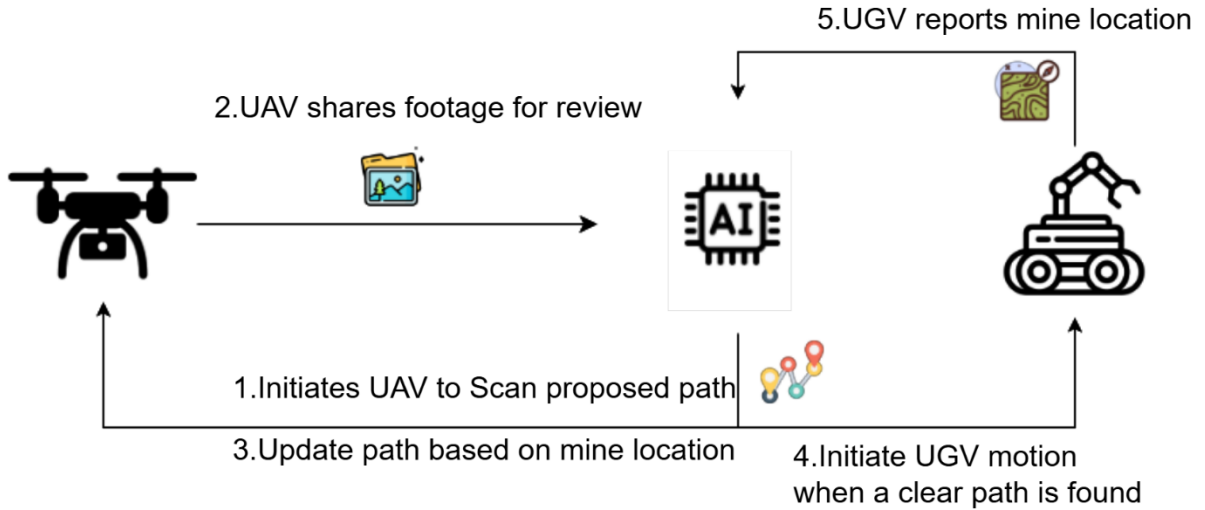 5.UGV reports mine location
2.UAV shares footage for review
AI
1.Initiates UAV to Scan proposed path
3.Update path based on mine location
4.Initiate UGV motion
when a clear path is found